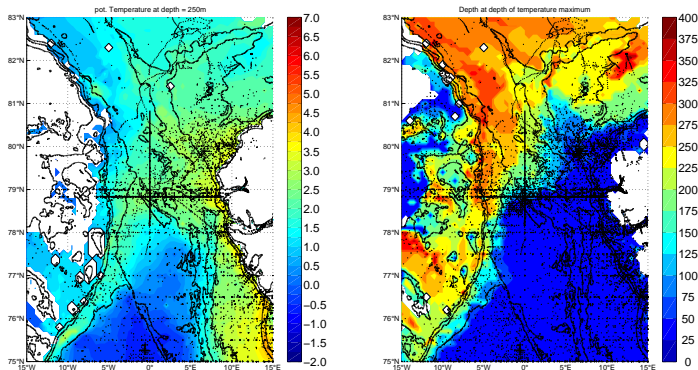 pot. Temperature at depth = 250m
83°N
82°N
81°N
80°N
79°N
78°N
77°N
76°N
75°N
15°W
10°W
5°W
0°
5°E
10°E
15°E
7.0
6.5
6.0
5.5
5.0
4.5
4.0
3.5
3.0
2.5
2.0
1.5
1.0
0.5
0.0
−0.5
−1.0
−1.5
−2.0
Depth at depth of temperature maximum
83°N
82°N
81°N
80°N
79°N
78°N
77°N
76°N
75°N
15°W
10°W
5°W
0°
5°E
10°E
15°E
400
375
350
325
300
275
250
225
200
175
150
125
100
75
50
25
0